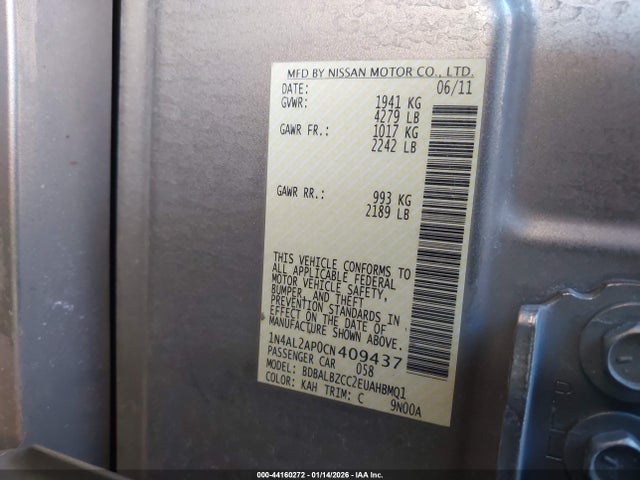 MFD BY NISSAN MOTOR CO., LTD.
DATE: 06/11
GVWR: 1941 KG
4279 LB
GAWR FR.: 1017 KG
2242 LB
GAWR RR.: 993 KG
2189 LB
THIS VEHICLE CONFORMS TO
ALL APPLICABLE FEDERAL
MOTOR VEHICLE SAFETY,
BUMPER, AND THEFT
PREVENTION STANDARDS IN
EFFECT ON THE DATE OF
MANUFACTURE SHOWN ABOVE.
1N4AL2AP0CN409437
PASSENGER CAR 058
MODEL: BDBALBZCC2EUAHBMQ1
COLOR: KAH TRIM: C 9N00A
000-44160272 - 01/14/2026 - IAA Inc.